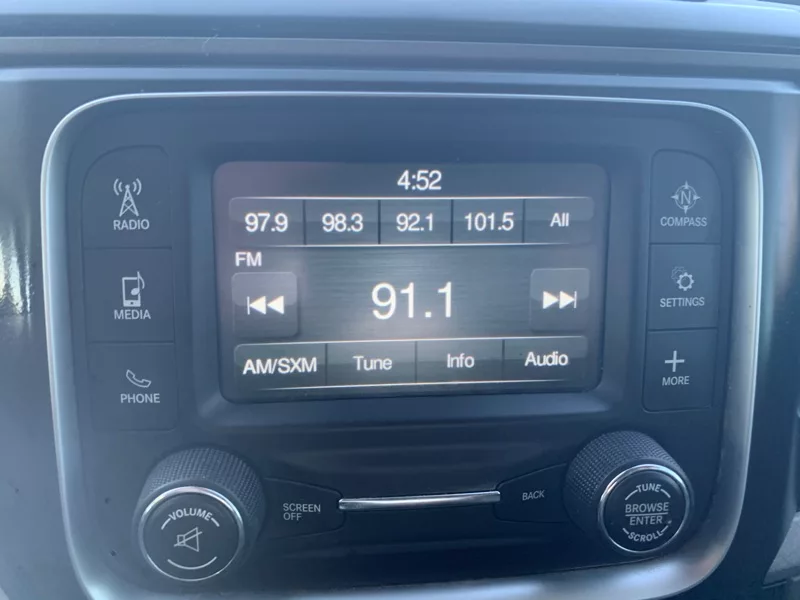 4:52
97.9 98.3 92.1 101.5 All
FM
91.1
AM/SXM Tune Info Audio
RADIO
MEDIA
PHONE
N
COMPASS
SETTINGS
MORE
VOLUME
SCREEN
OFF
BACK
TUNE
BROWSE
ENTER
SCROLL